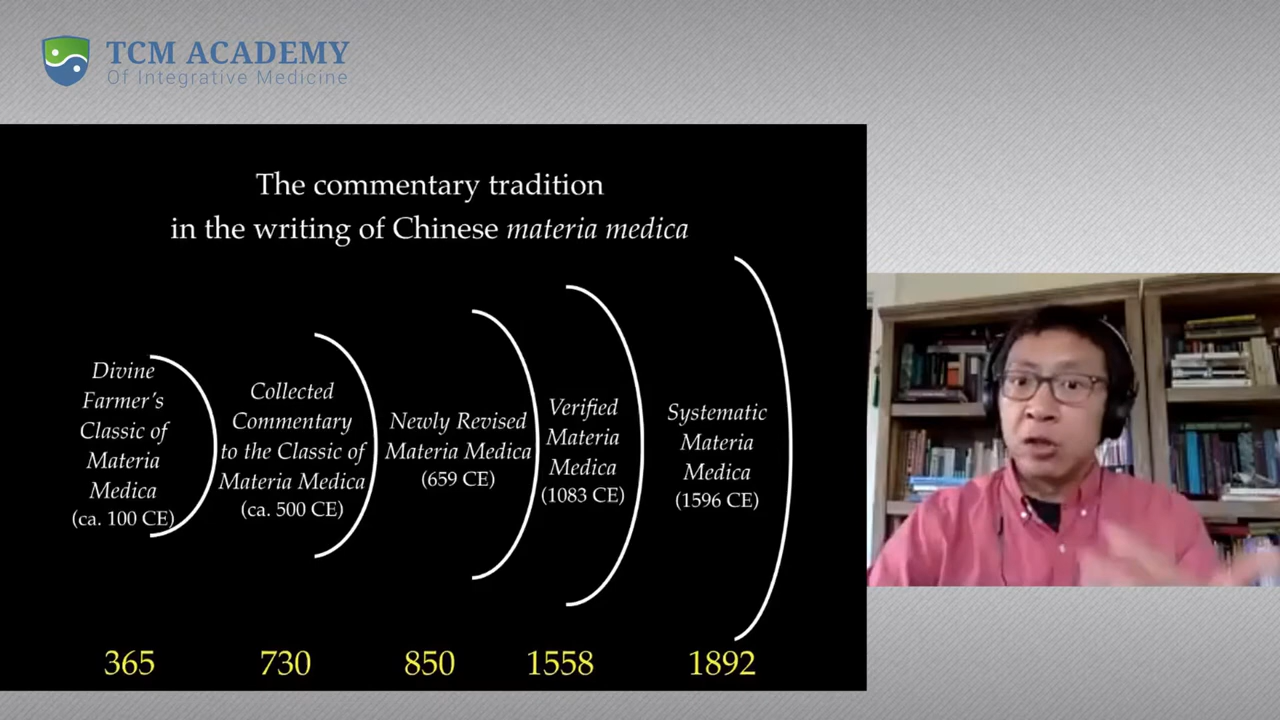 TCM ACADEMY
Of Integrative Medicine
The commentary tradition
in the writing of Chinese materia medica
Divine
Farmer's
Classic of
Materia
Medica
(ca. 100 CE)
Collected
Commentary
to the Classic of
Materia Medica
(ca. 500 CE)
Newly Revised
Materia Medica
(659 CE)
Verified
Materia
Medica
(1083 CE)
Systematic
Materia
Medica
(1596 CE)
365
730
850
1558
1892